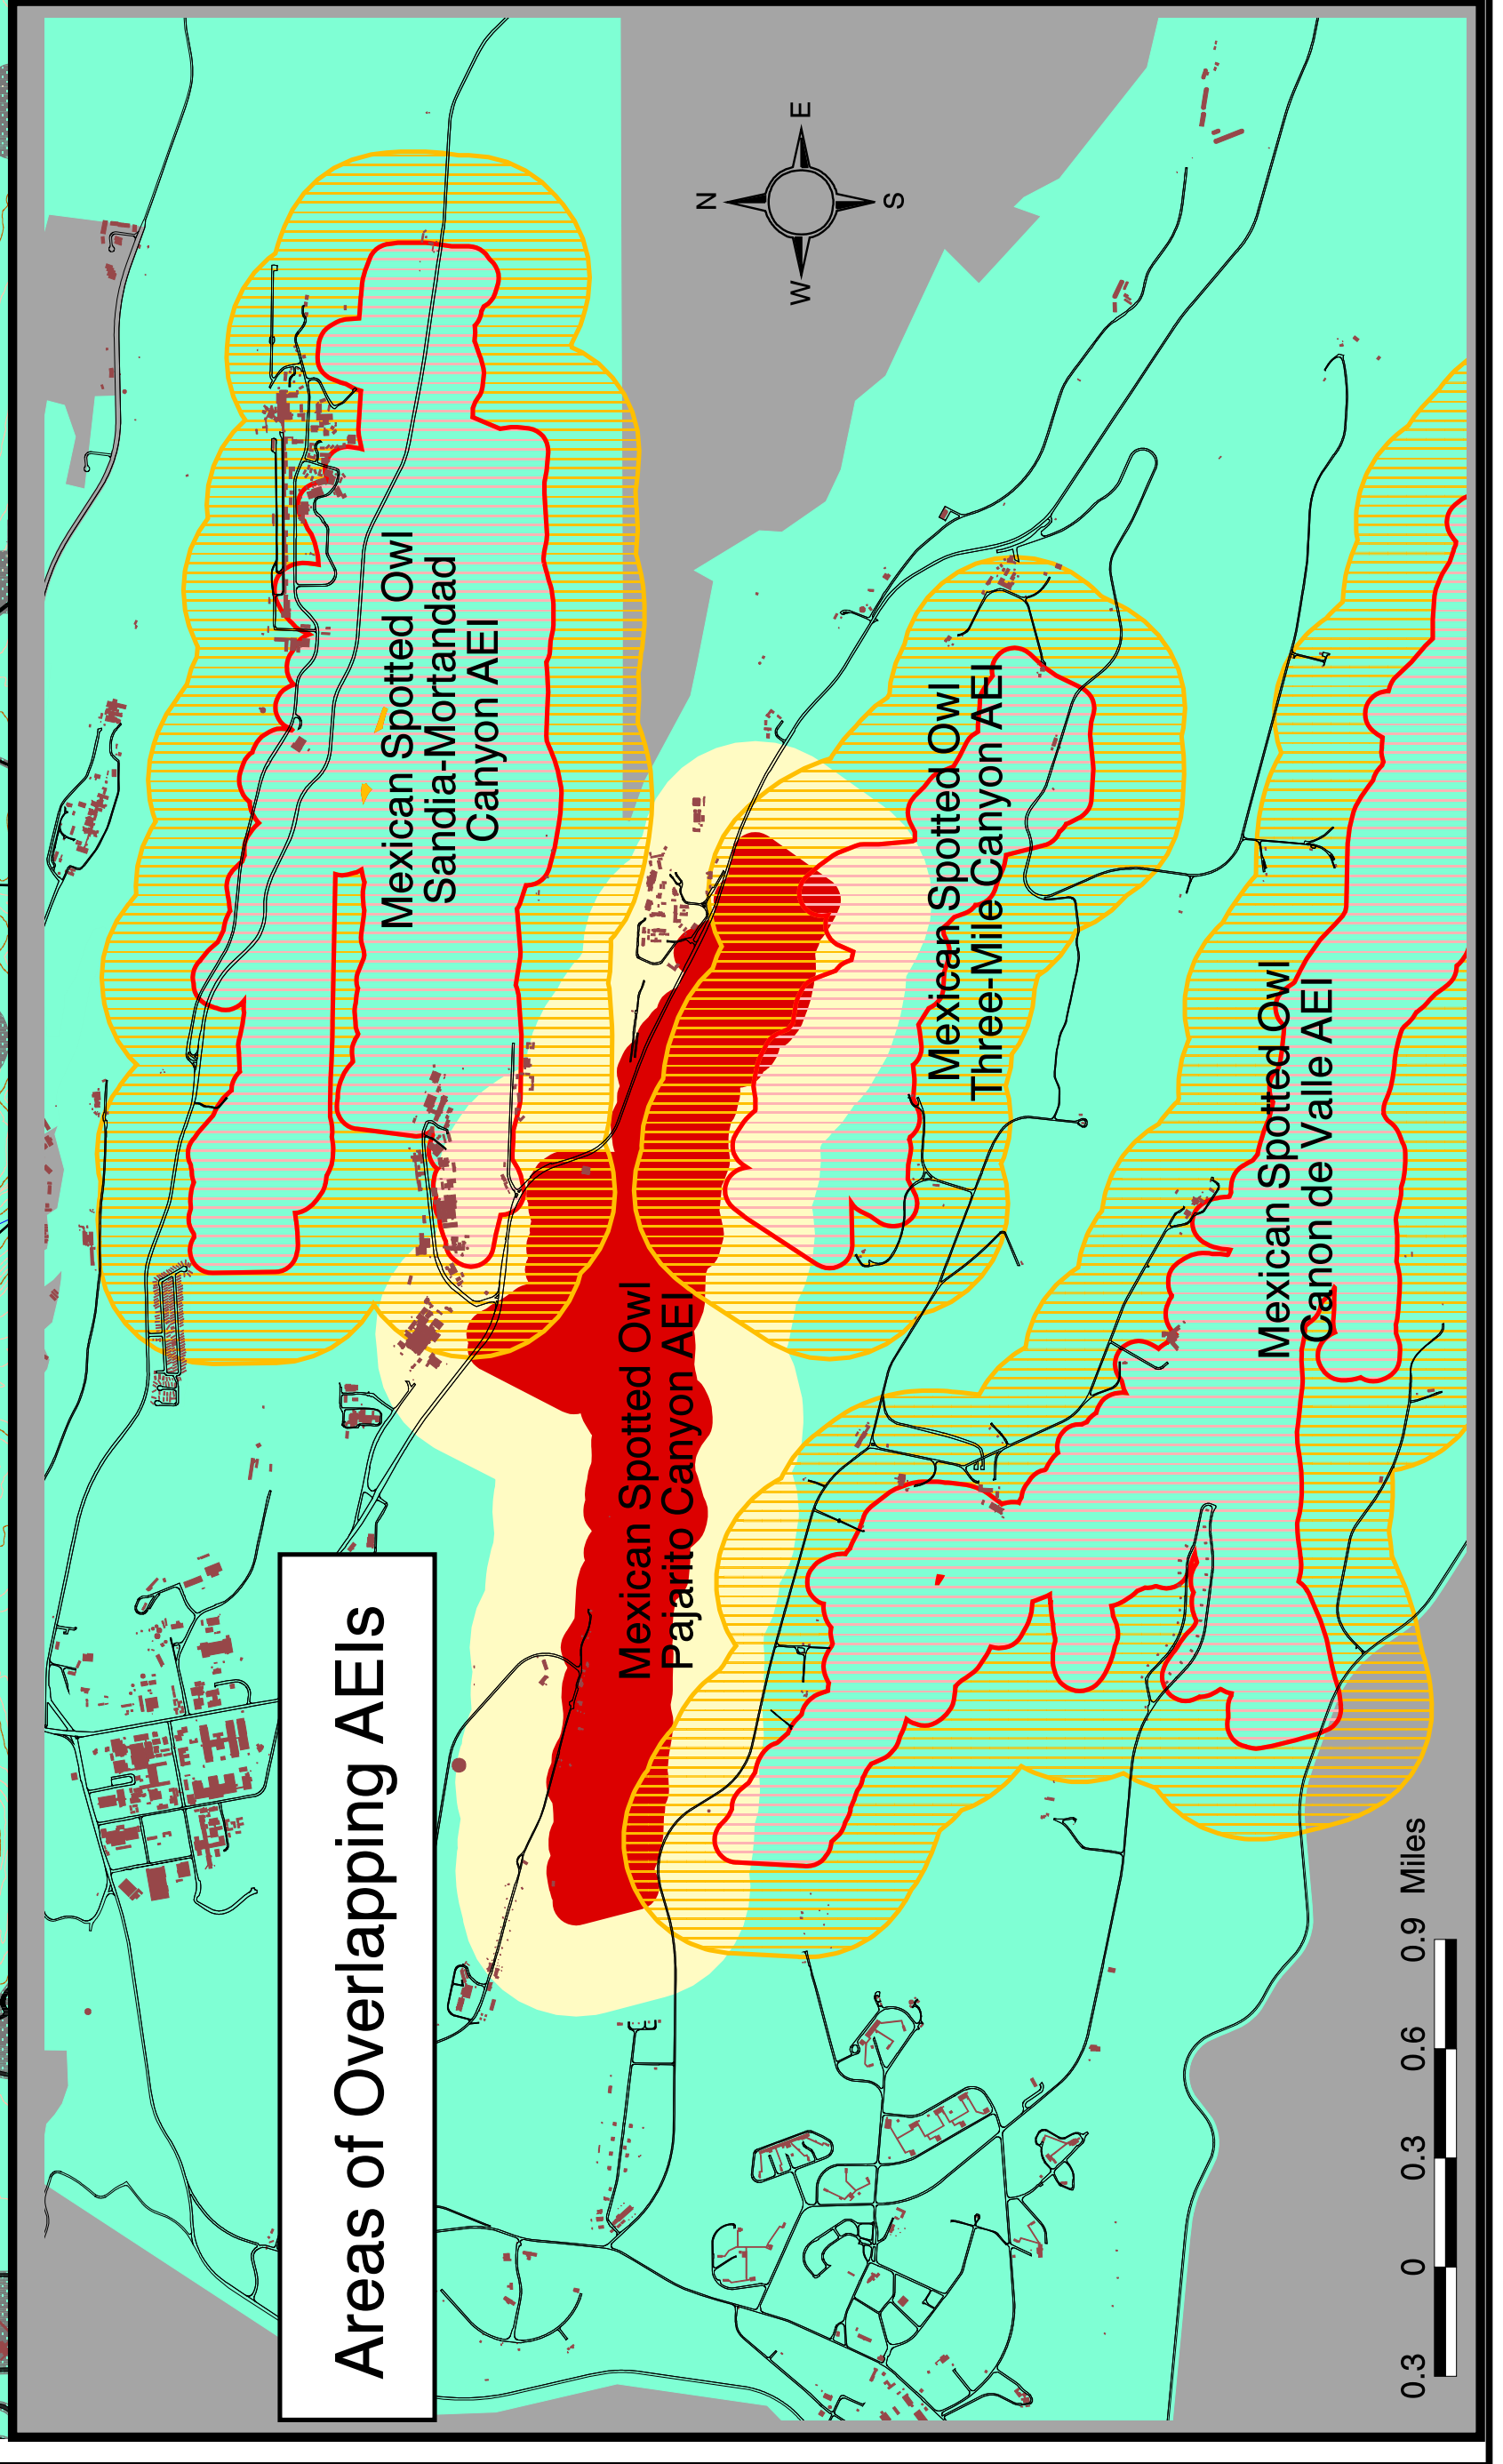 Areas of Overlapping AEIs
Mexican Spotted Owl
Sandia-Mortandad
Canyon AEI
Mexican Spotted Owl
Pajarito Canyon AEI
Mexican Spotted Owl
Three-Mile Canyon AEI
Mexican Spotted Owl
Canon de Valle AEI
N
W
E
S
0.3 0 0.3 0.6 0.9 Miles